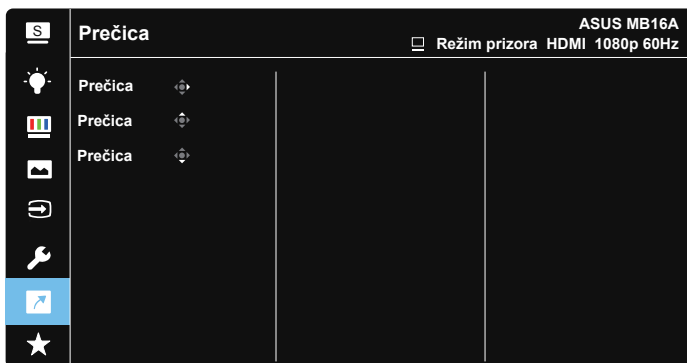 S
Prečica
ASUS MB16A
Režim prizora HDMI 1080p 60Hz
Prečica
Prečica
Prečica